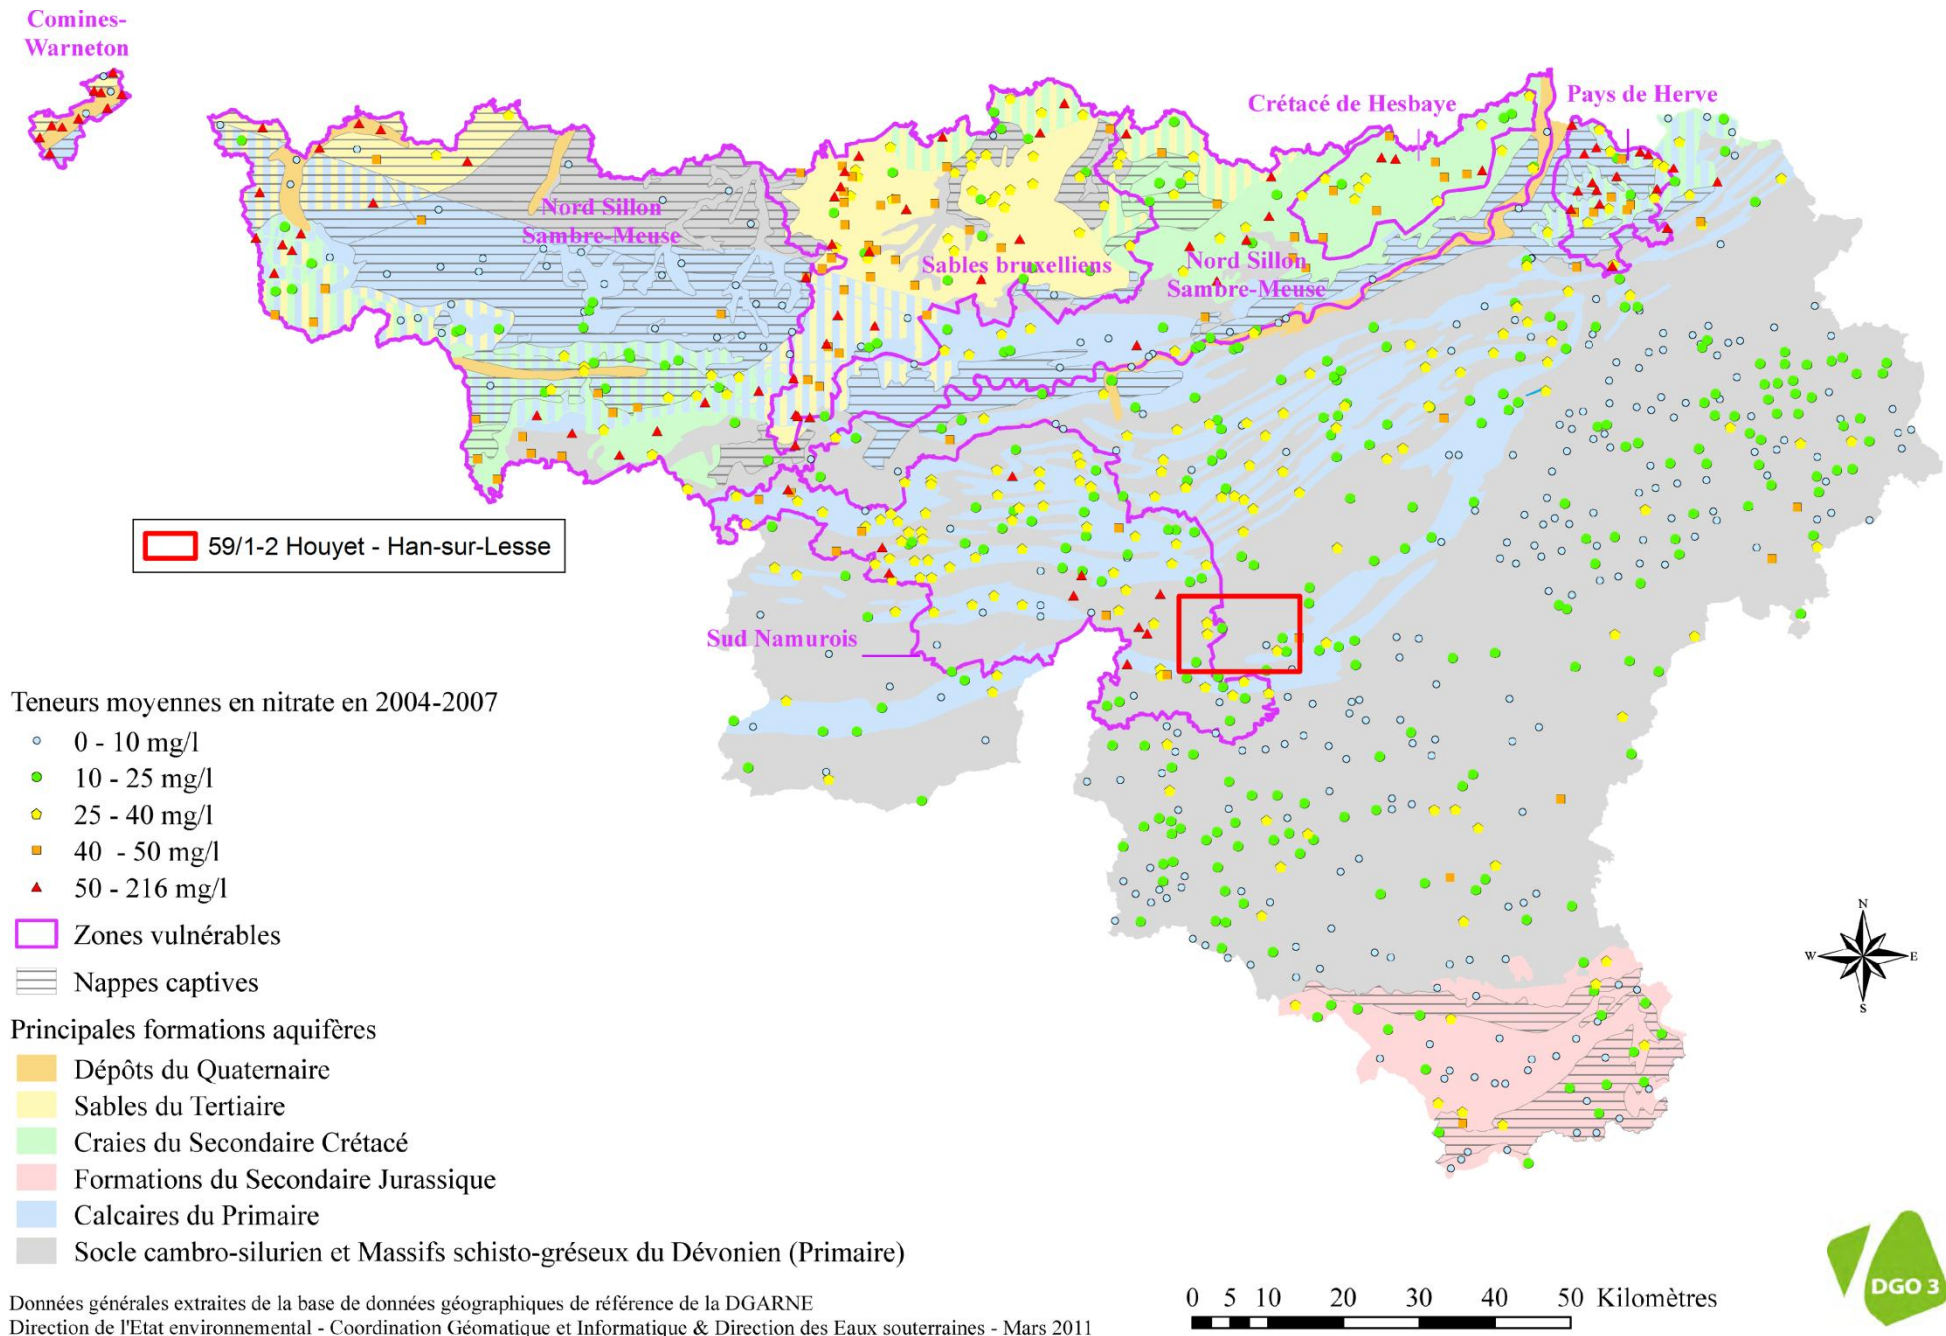 Comines-
Warneton
Crétacé de Hesbaye
Pays de Herve
Nord Sillon
Sambre-Meuse
Sables bruxelliens
Nord Sillon
Sambre-Meuse
59/1-2 Houyet - Han-sur-Lesse
Sud Namurois
Teneurs moyennes en nitrate en 2004-2007
0 - 10 mg/l
10 - 25 mg/l
25 - 40 mg/l
40 - 50 mg/l
50 - 216 mg/l
Zones vulnérables
Nappes captives
Principales formations aquifères
Dépôts du Quaternaire
Sables du Tertiaire
Craies du Secondaire Crétacé
Formations du Secondaire Jurassique
Calcaires du Primaire
Socle cambro-silurien et Massifs schisto-gréseux du Dévonien (Primaire)
N
W E
S
DGO 3
0 5 10 20 30 40 50 Kilomètres
Données générales extraites de la base de données géographiques de référence de la DGARNE
Direction de l'Etat environnemental - Coordination Géomatique et Informatique & Direction des Eaux souterraines - Mars 2011